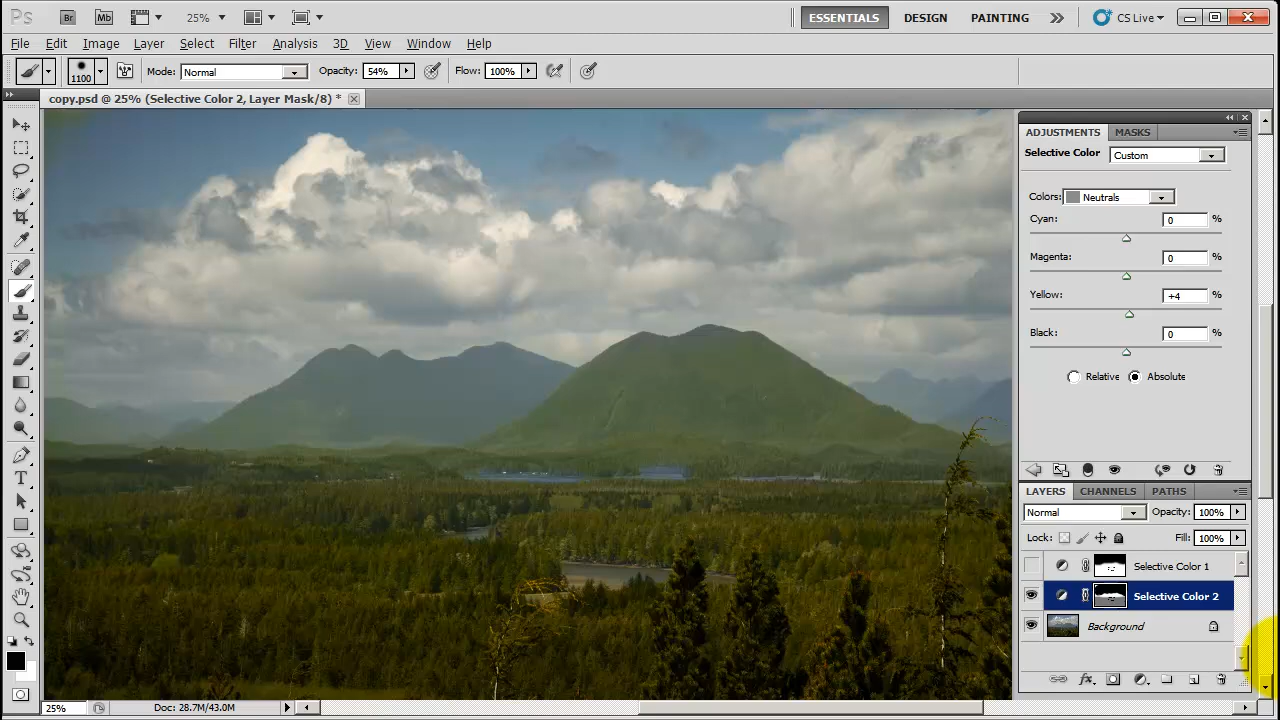 Ps Br Mb 25% ESSENTIALS DESIGN PAINTING CS Live
File Edit Image Layer Select Filter Analysis 3D View Window Help
1100 Mode: Normal Opacity: 54% Flow: 100%
copy.psd @ 25% (Selective Color 2, Layer Mask/8) *
ADJUSTMENTS MASKS
Selective Color Custom
Colors: Neutrals
Cyan: 0 %
Magenta: 0 %
Yellow: +4 %
Black: 0 %
Relative Absolute
LAYERS CHANNELS PATHS
Normal Opacity: 100%
Lock: Fill: 100%
Selective Color 1
Selective Color 2
Background
fx
T
25% Doc: 28.7M/43.0M